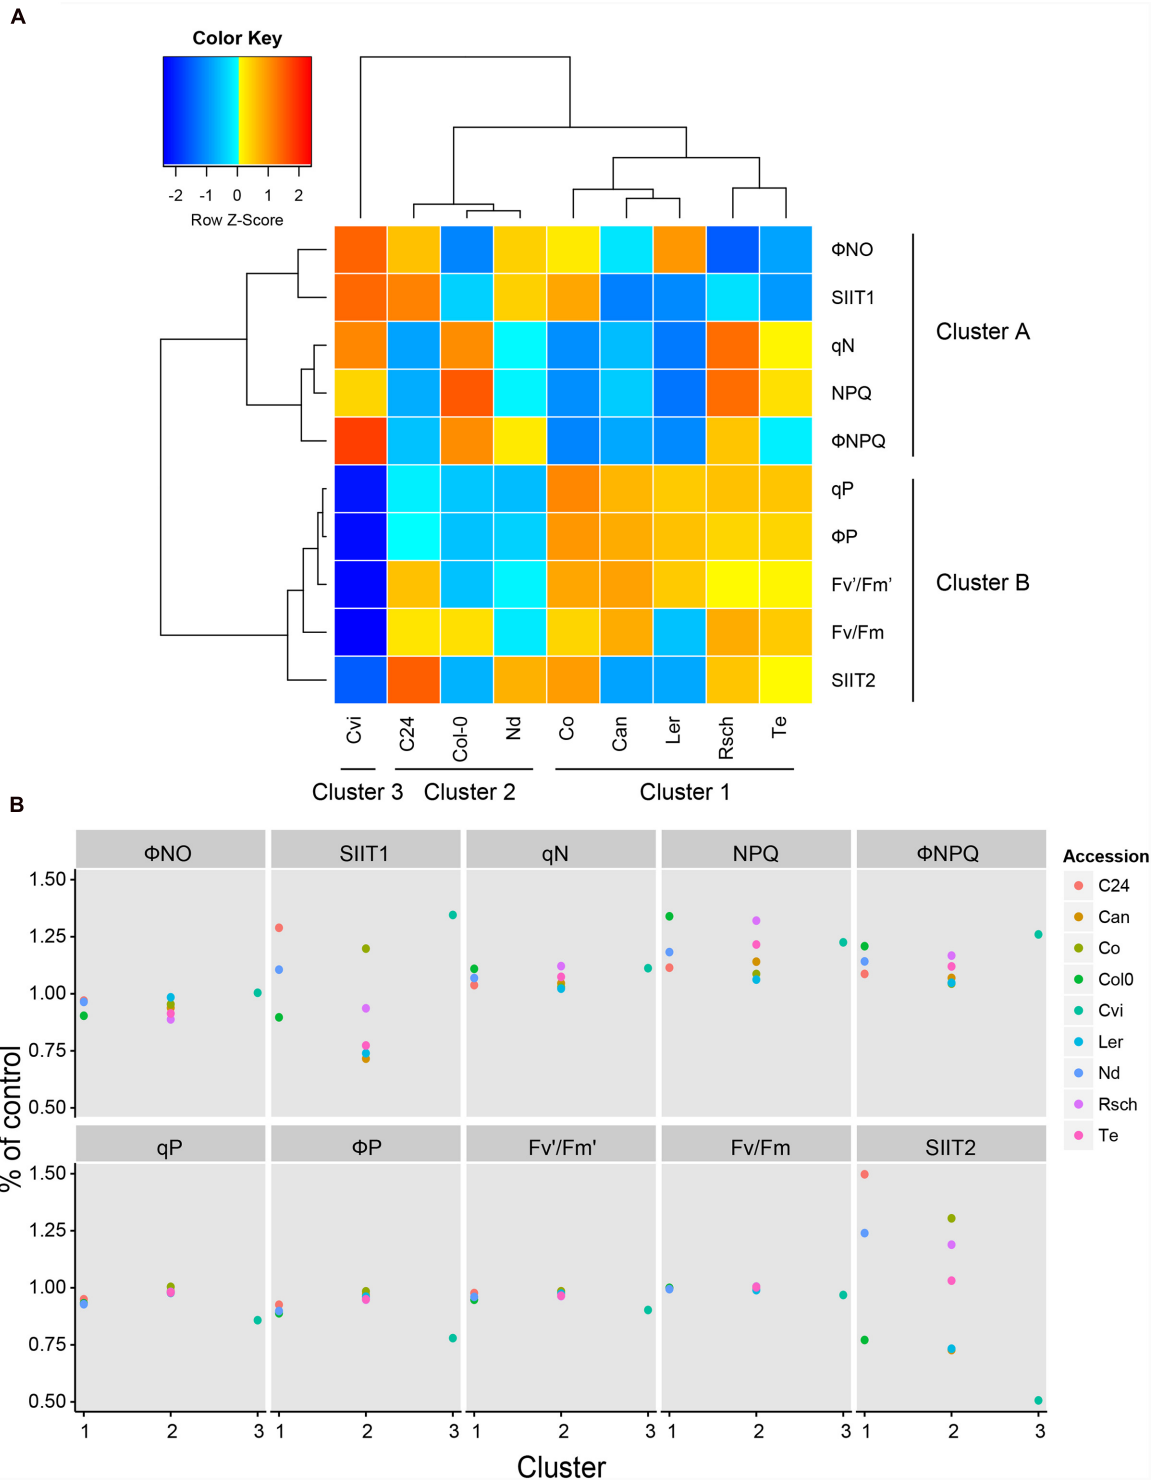 A
Color Key
-2 -1 0 1 2
Row Z-Score
ΦNO
SIIT1
qN
NPQ
ΦNPQ
Cluster A
qP
ΦP
Fv'/Fm'
Fv/Fm
SIIT2
Cluster B
Cvi C24 Col-0 Nd Co Can Ler Rsch Te
Cluster 3 Cluster 2 Cluster 1
B
ΦNO SIIT1 qN NPQ ΦNPQ
1.50
1.25
1.00
0.75
0.50
qP ΦP Fv'/Fm' Fv/Fm SIIT2
1.50
1.25
1.00
0.75
0.50
1 2 3 1 2 3 1 2 3 1 2 3 1 2 3
% of control
Cluster
Accession
C24
Can
Co
Col0
Cvi
Ler
Nd
Rsch
Te